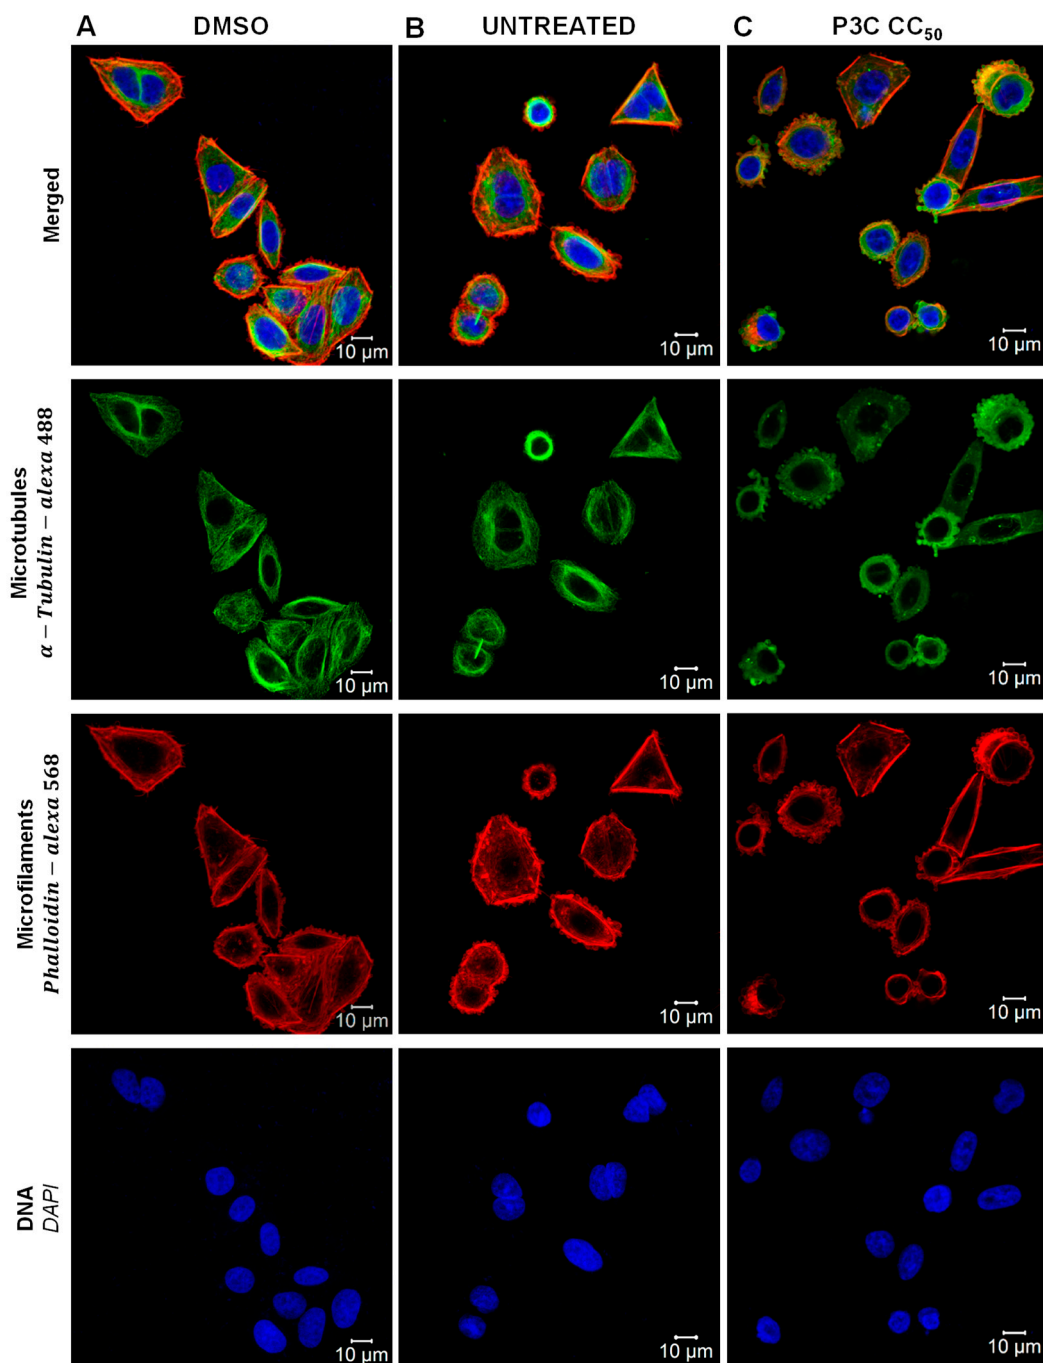 A DMSO B UNTREATED C P3C CC₅₀
Merged
10 µm 10 µm 10 µm
Microtubules
α − Tubulin − alexa 488
10 µm 10 µm 10 µm
Microfilaments
Phalloidin − alexa 568
10 µm 10 µm 10 µm
DNA
DAPI
10 µm 10 µm 10 µm